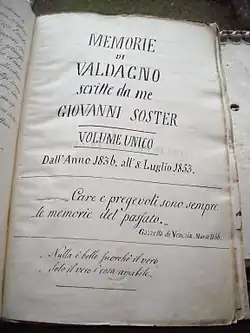 MEMORIE
DI
VALDAGNO
scritte da me
GIOVANNI SOSTER
VOLUME UNICO
Dall'Anno 1836, all' 8 Luglio 1853.
Care e pregevoli sono sempre
le memorie del passato.
Gazzetta di Venezia,
Nulla è bello fuorchè il vero
Solo il vero è cosa amabile.